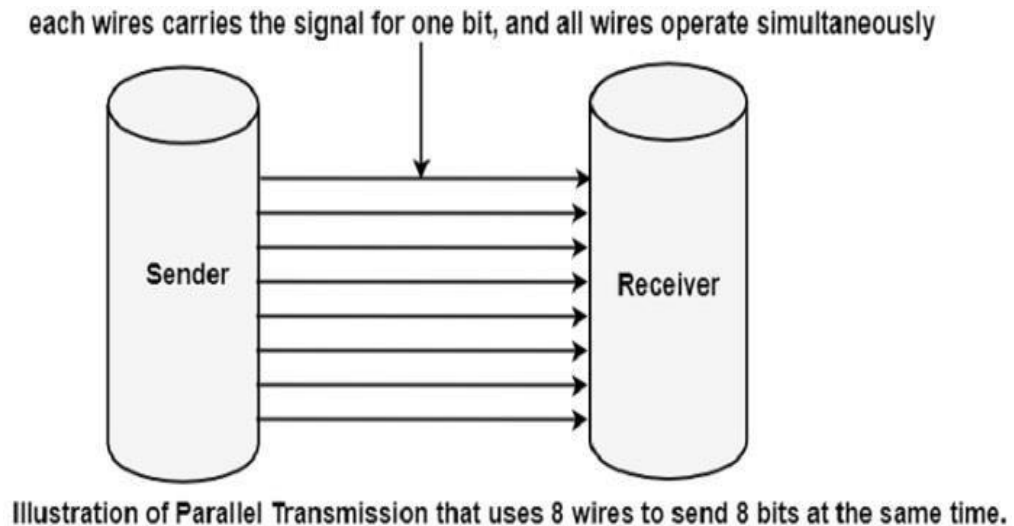 each wires carries the signal for one bit, and all wires operate simultaneously
Sender
Receiver
Illustration of Parallel Transmission that uses 8 wires to send 8 bits at the same time.